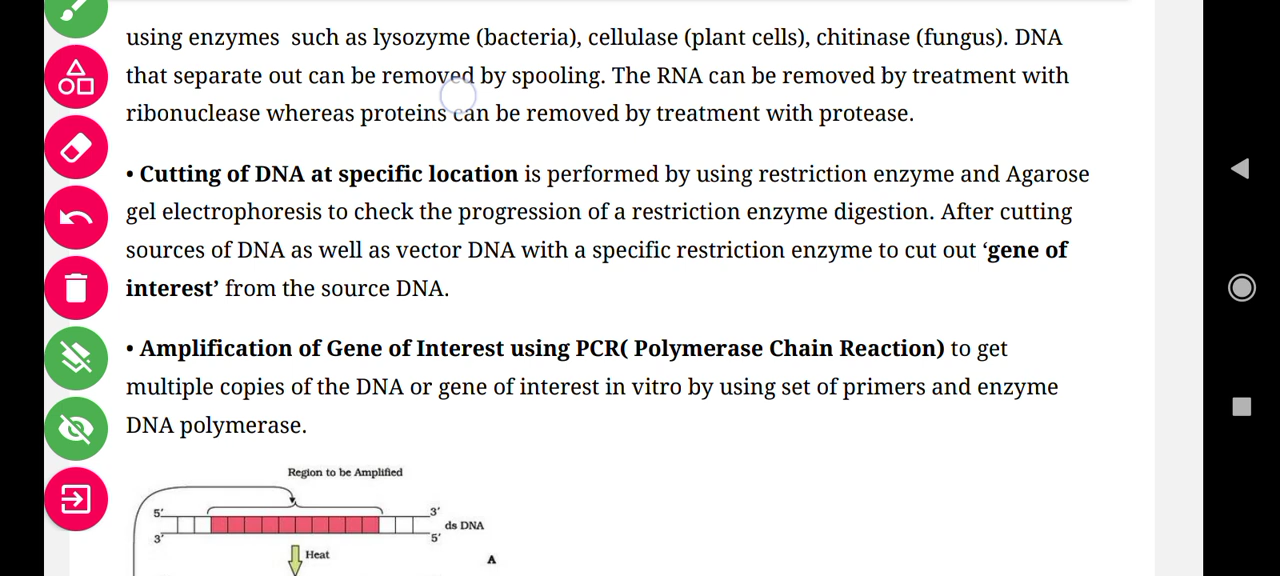 using enzymes  such as lysozyme (bacteria), cellulase (plant cells), chitinase (fungus). DNA
that separate out can be removed by spooling. The RNA can be removed by treatment with
ribonuclease whereas proteins can be removed by treatment with protease.
• Cutting of DNA at specific location is performed by using restriction enzyme and Agarose
gel electrophoresis to check the progression of a restriction enzyme digestion. After cutting
sources of DNA as well as vector DNA with a specific restriction enzyme to cut out ‘gene of
interest’ from the source DNA.
• Amplification of Gene of Interest using PCR( Polymerase Chain Reaction) to get
multiple copies of the DNA or gene of interest in vitro by using set of primers and enzyme
DNA polymerase.
Region to be Amplified
5′ 3′
ds DNA
3′ 5′
Heat
A